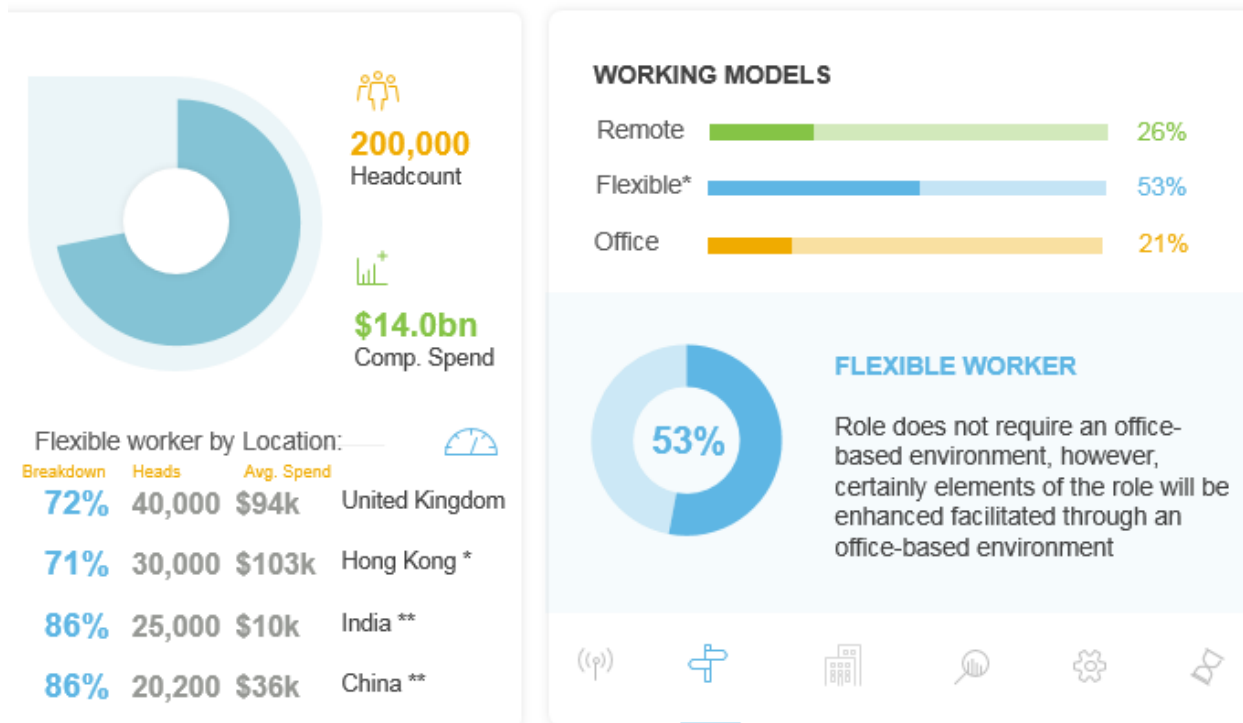 200,000
Headcount
$14.0bn
Comp. Spend
Flexible worker by Location:
Breakdown Heads Avg. Spend
72% 40,000 $94k United Kingdom
71% 30,000 $103k Hong Kong *
86% 25,000 $10k India **
86% 20,200 $36k China **
WORKING MODELS
Remote 26%
Flexible* 53%
Office 21%
53%
FLEXIBLE WORKER
Role does not require an office-
based environment, however,
certainly elements of the role will be
enhanced facilitated through an
office-based environment